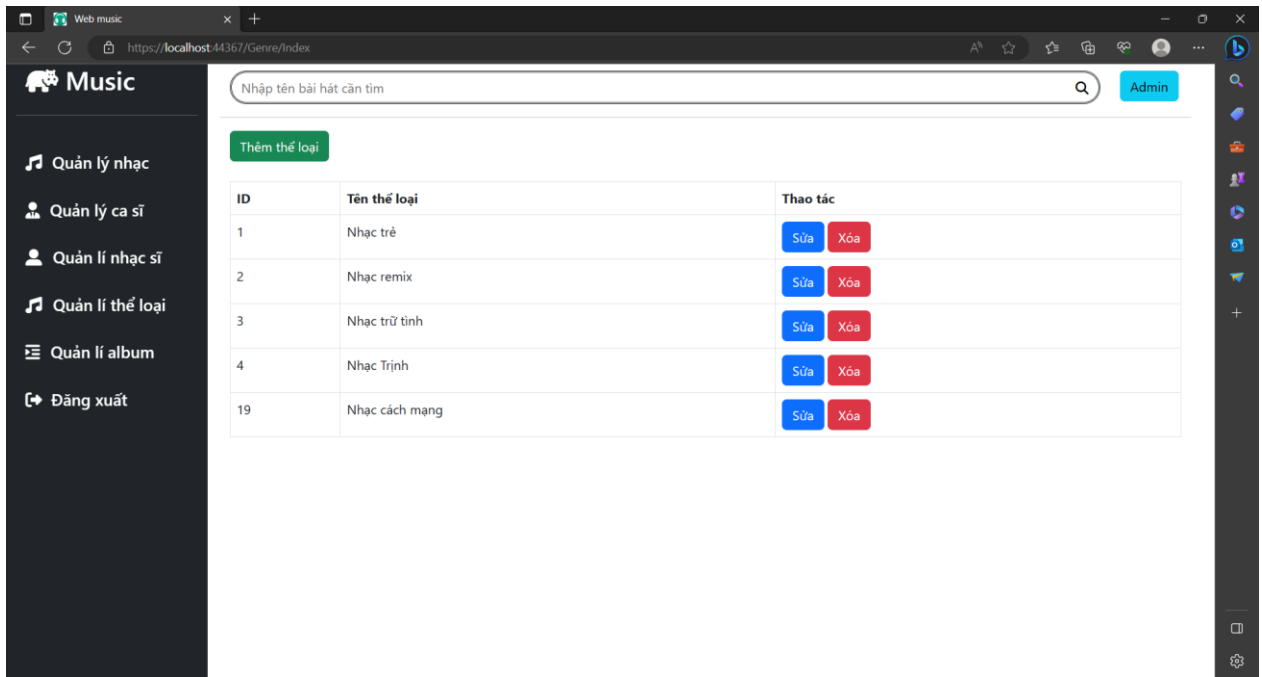 Web music
https://localhost:44367/Genre/Index
Music
Nhập tên bài hát cần tìm
Admin
Quản lý nhạc
Quản lý ca sĩ
Quản lí nhạc sĩ
Quản lí thể loại
Quản lí album
Đăng xuất
Thêm thể loại
ID Tên thể loại Thao tác
1 Nhạc trẻ Sửa Xóa
2 Nhạc remix Sửa Xóa
3 Nhạc trữ tình Sửa Xóa
4 Nhạc Trịnh Sửa Xóa
19 Nhạc cách mạng Sửa Xóa